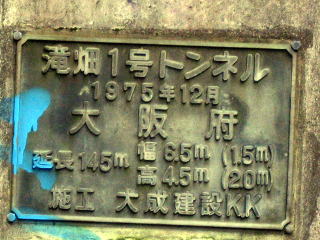 滝畑1号トンネル
1975年12月
大阪府
延長145m 幅6.5m (1.5m)
高4.5m (20m)
施工 大成建設KK